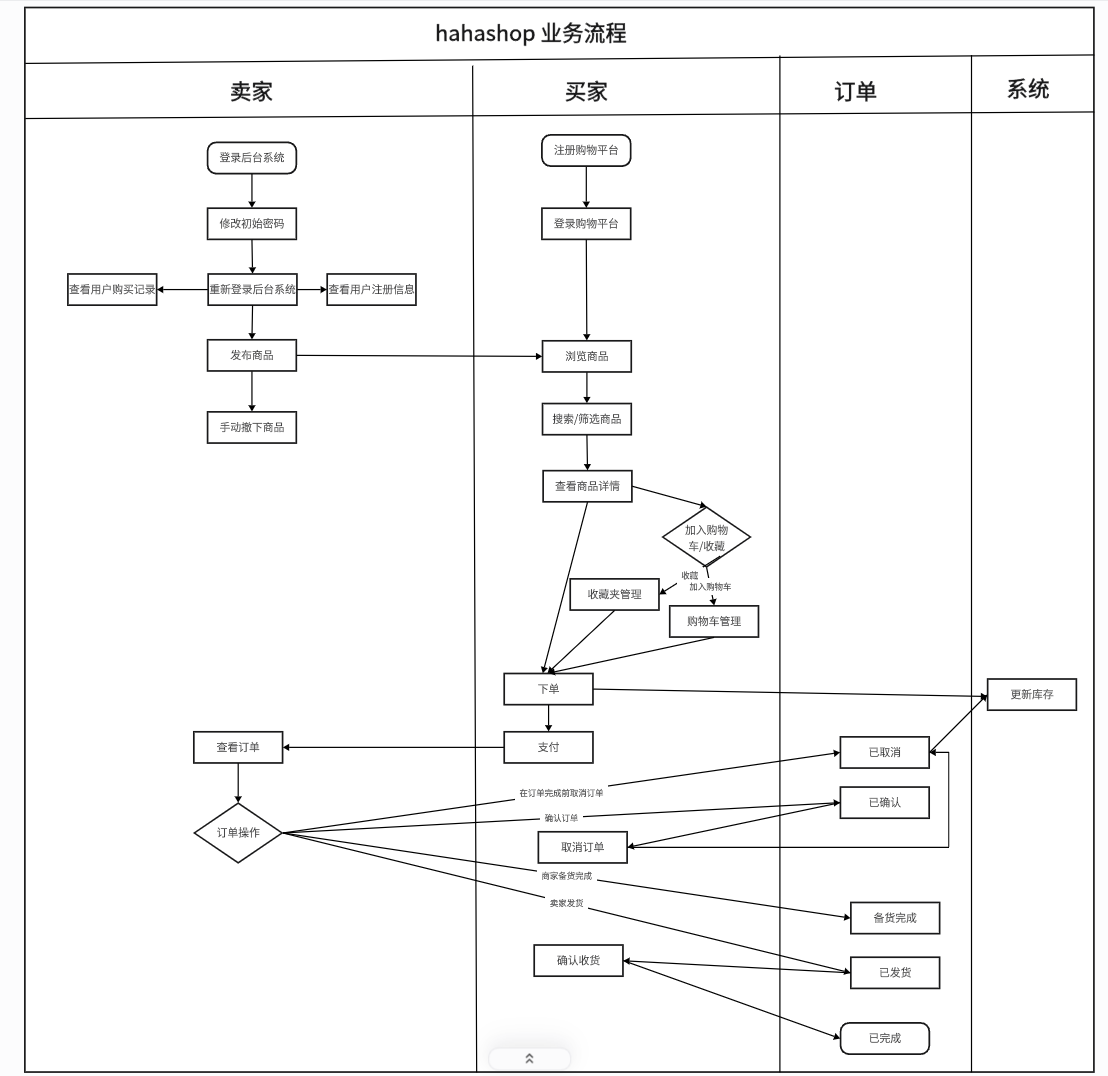 hahashop 业务流程
卖家
买家
订单
系统
登录后台系统
注册购物平台
修改初始密码
登录购物平台
查看用户购买记录
重新登录后台系统
查看用户注册信息
发布商品
浏览商品
手动撤下商品
搜索/筛选商品
查看商品详情
加入购物
车/收藏
收藏
加入购物车
收藏夹管理
购物车管理
下单
更新库存
查看订单
支付
已取消
在订单完成前取消订单
已确认
确认订单
订单操作
取消订单
商家备货完成
卖家发货
备货完成
确认收货
已发货
已完成